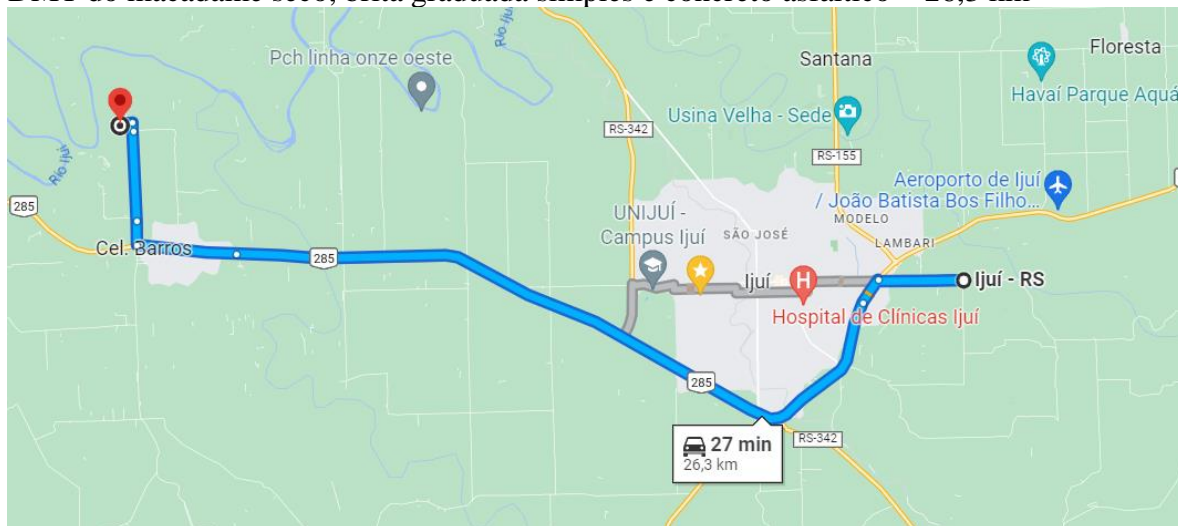 DMT do macadame seco, brita graduada simples e concreto asfáltico = 26,3 km
Rio Ijuí
Pch linha onze oeste
Santana
Floresta
Havaí Parque Aquá
Usina Velha - Sede
RS-342
RS-155
Rio Ijuí
Aeroporto de Ijuí
/ João Batista Bos Filho...
285
UNIJUÍ -
Campus Ijuí
SÃO JOSÉ
MODELO
LAMBARI
Cel. Barros
285
Ijuí
H
Ijuí - RS
Hospital de Clínicas Ijuí
285
27 min
26,3 km
RS-342